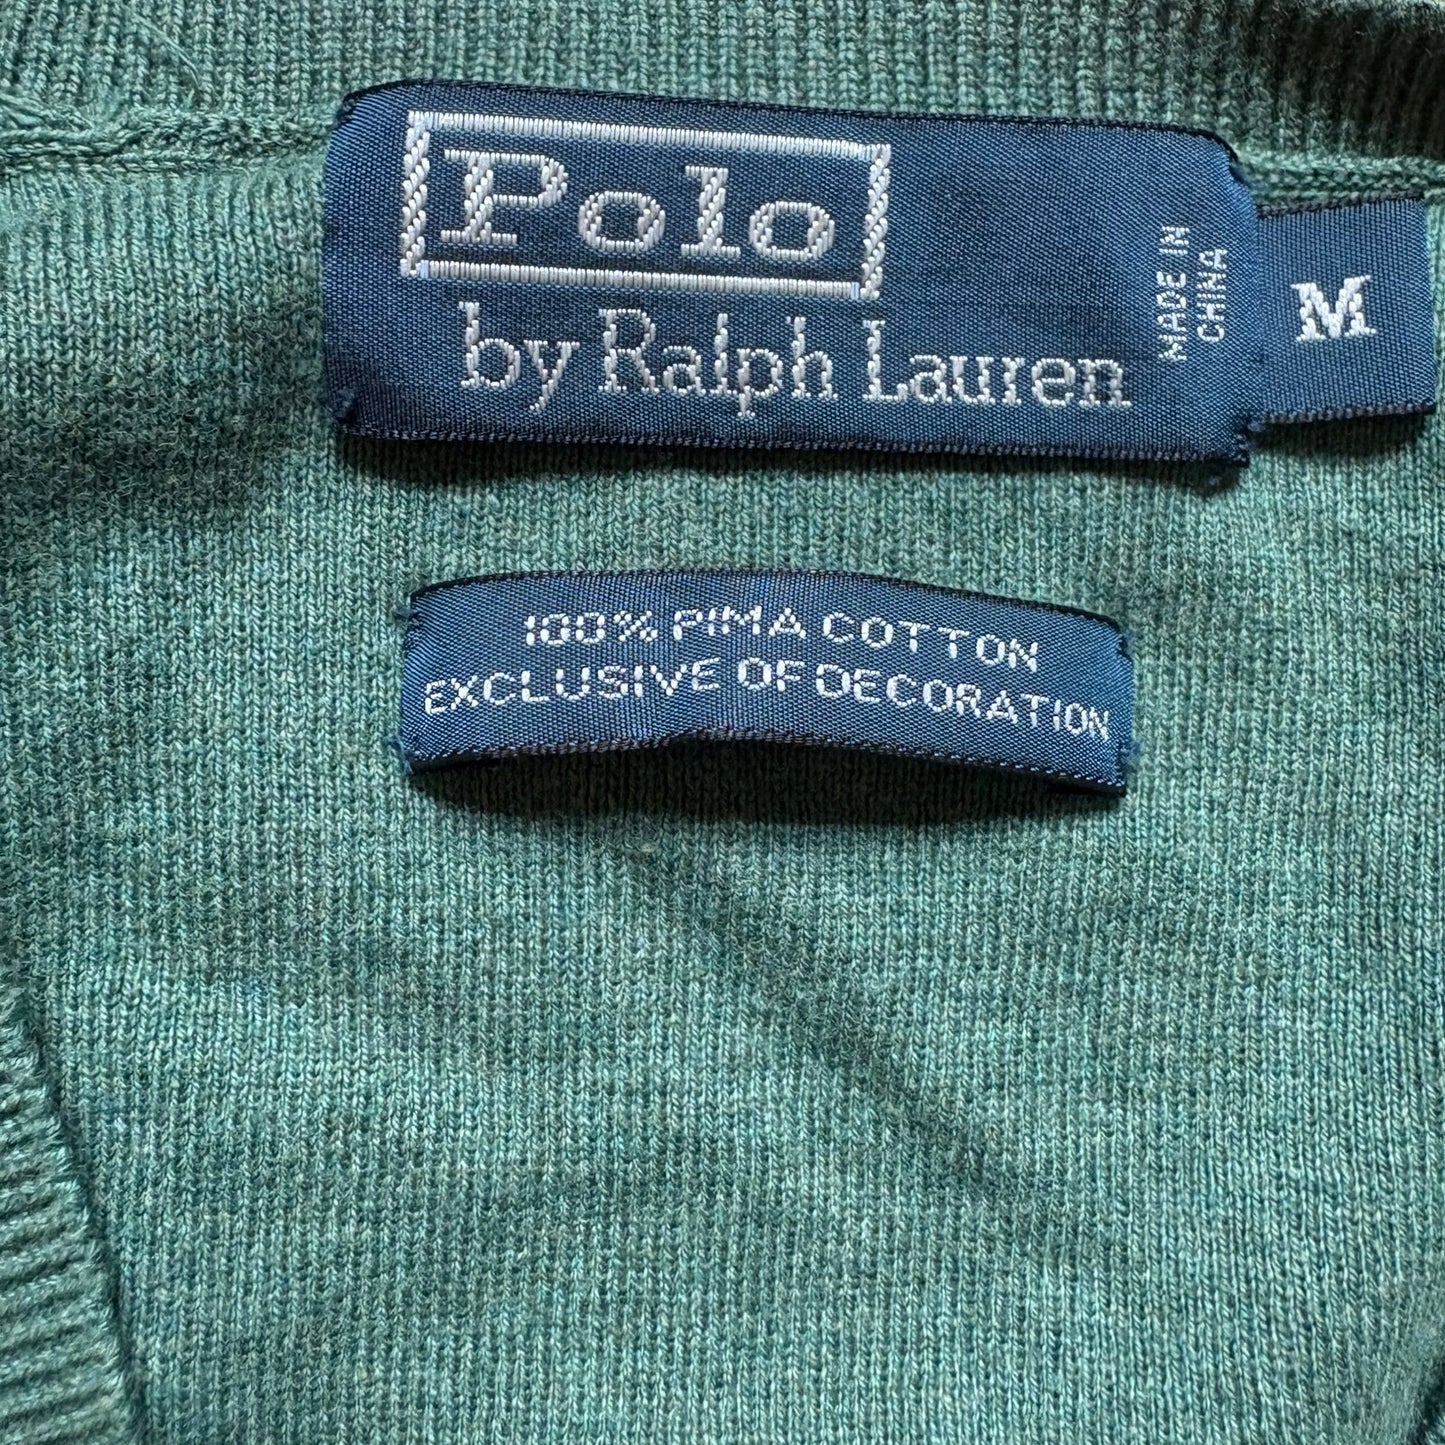 Polo
by Ralph Lauren
MADE IN
CHINA
M
100% PIMA COTTON
EXCLUSIVE OF DECORATION